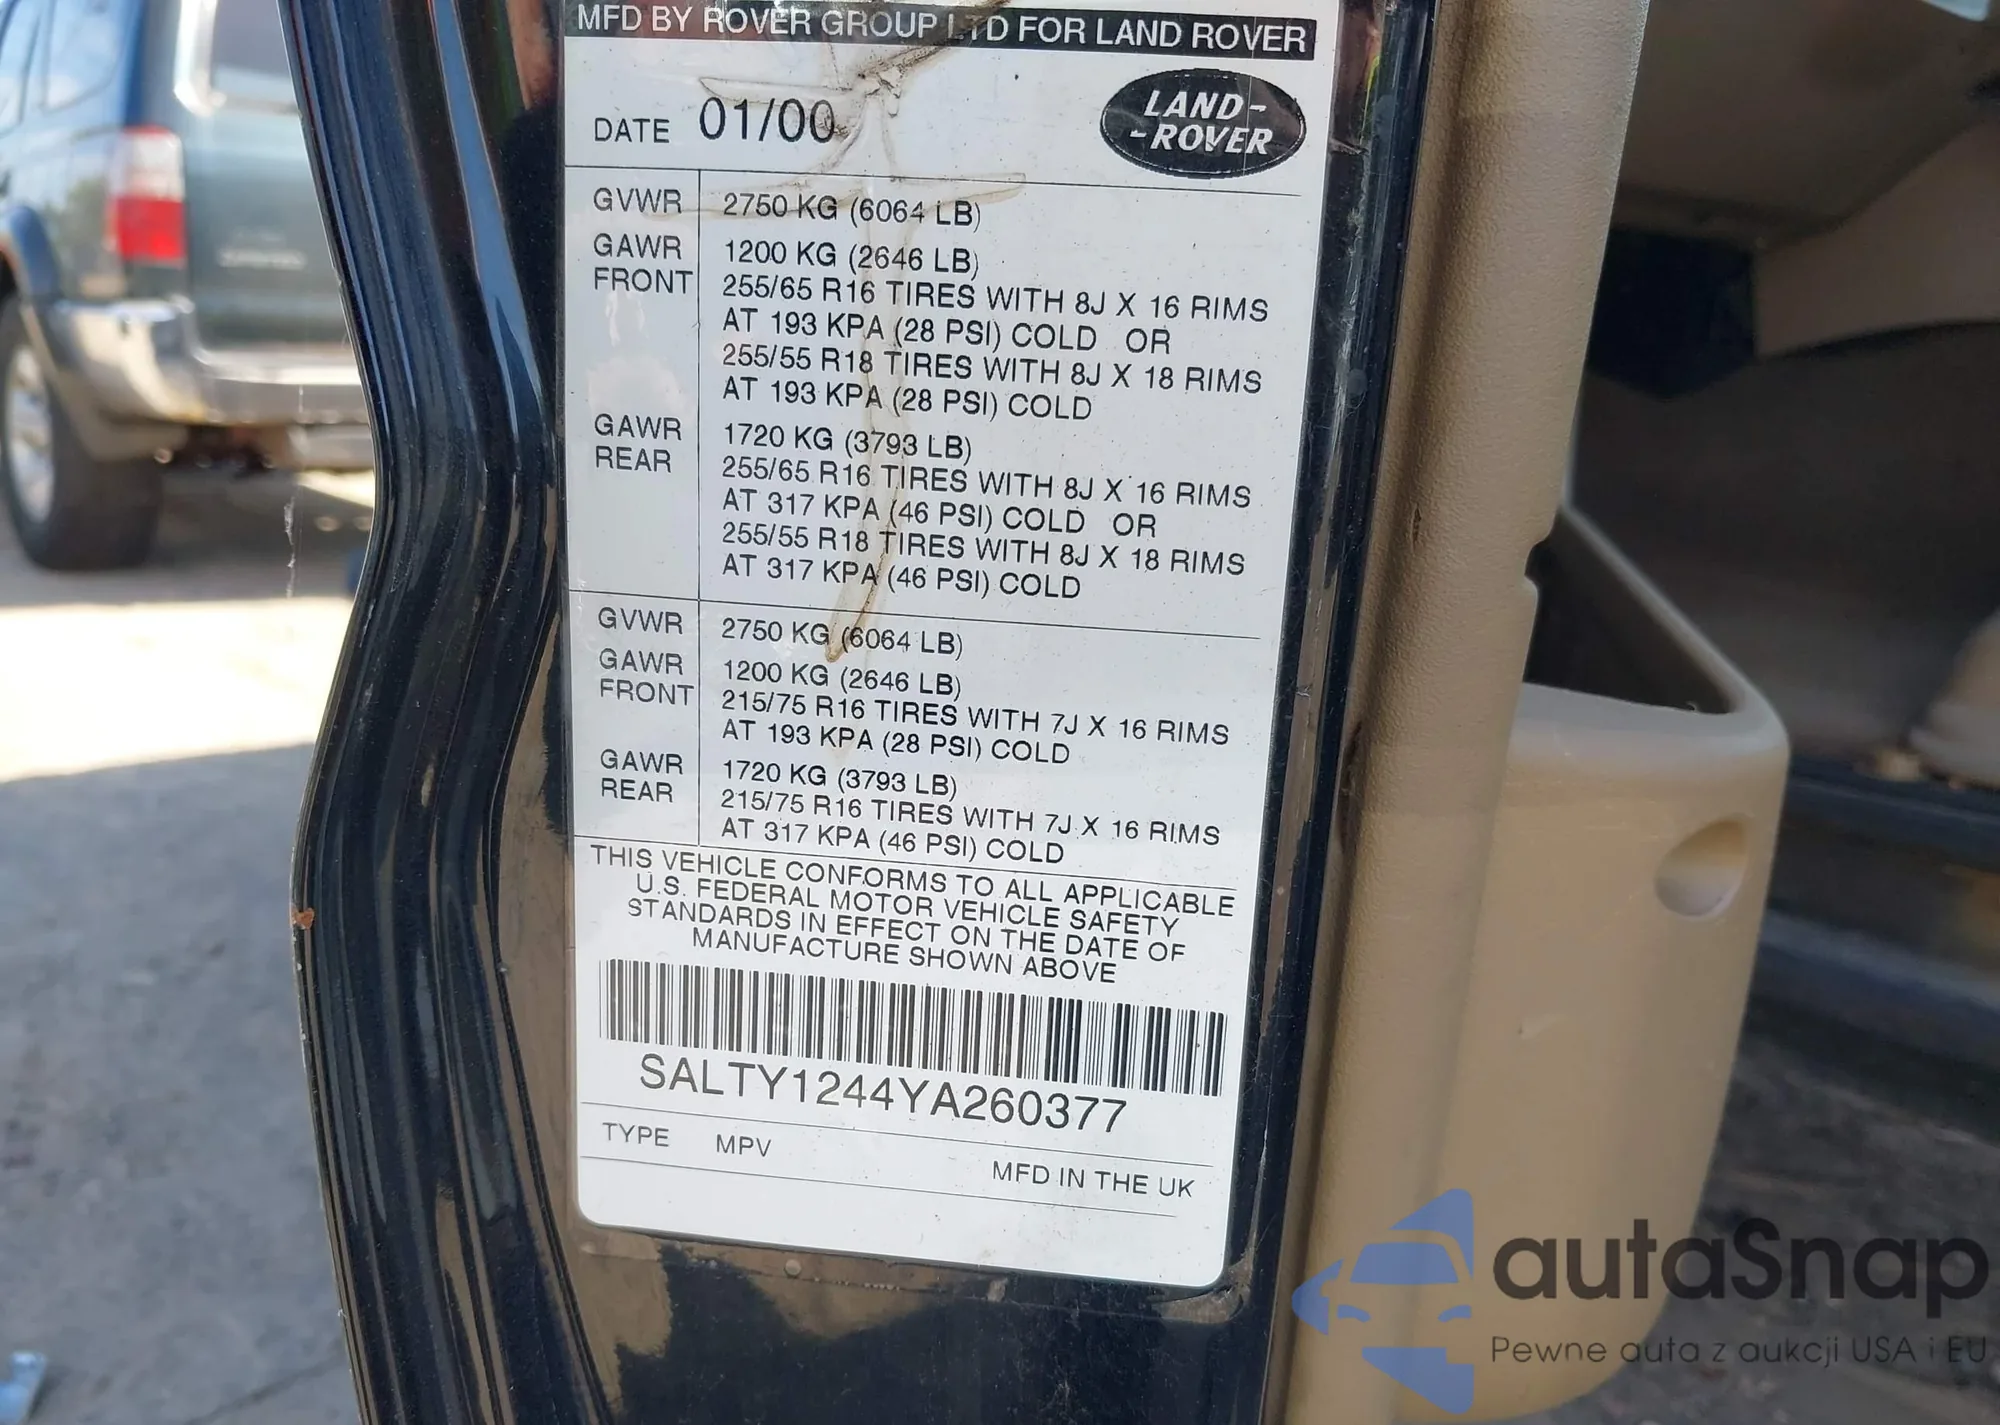 MFD BY ROVER GROUP LTD FOR LAND ROVER
DATE 01/00
LAND-
-ROVER
GVWR 2750 KG (6064 LB)
GAWR 1200 KG (2646 LB)
FRONT 255/65 R16 TIRES WITH 8J X 16 RIMS
AT 193 KPA (28 PSI) COLD OR
255/55 R18 TIRES WITH 8J X 18 RIMS
AT 193 KPA (28 PSI) COLD
GAWR 1720 KG (3793 LB)
REAR 255/65 R16 TIRES WITH 8J X 16 RIMS
AT 317 KPA (46 PSI) COLD OR
255/55 R18 TIRES WITH 8J X 18 RIMS
AT 317 KPA (46 PSI) COLD
GVWR 2750 KG (6064 LB)
GAWR 1200 KG (2646 LB)
FRONT 215/75 R16 TIRES WITH 7J X 16 RIMS
AT 193 KPA (28 PSI) COLD
GAWR 1720 KG (3793 LB)
REAR 215/75 R16 TIRES WITH 7J X 16 RIMS
AT 317 KPA (46 PSI) COLD
THIS VEHICLE CONFORMS TO ALL APPLICABLE
U.S. FEDERAL MOTOR VEHICLE SAFETY
STANDARDS IN EFFECT ON THE DATE OF
MANUFACTURE SHOWN ABOVE
SALTY1244YA260377
TYPE MPV
MFD IN THE UK
autaSnap
Pewne auta z aukcji USA i EU